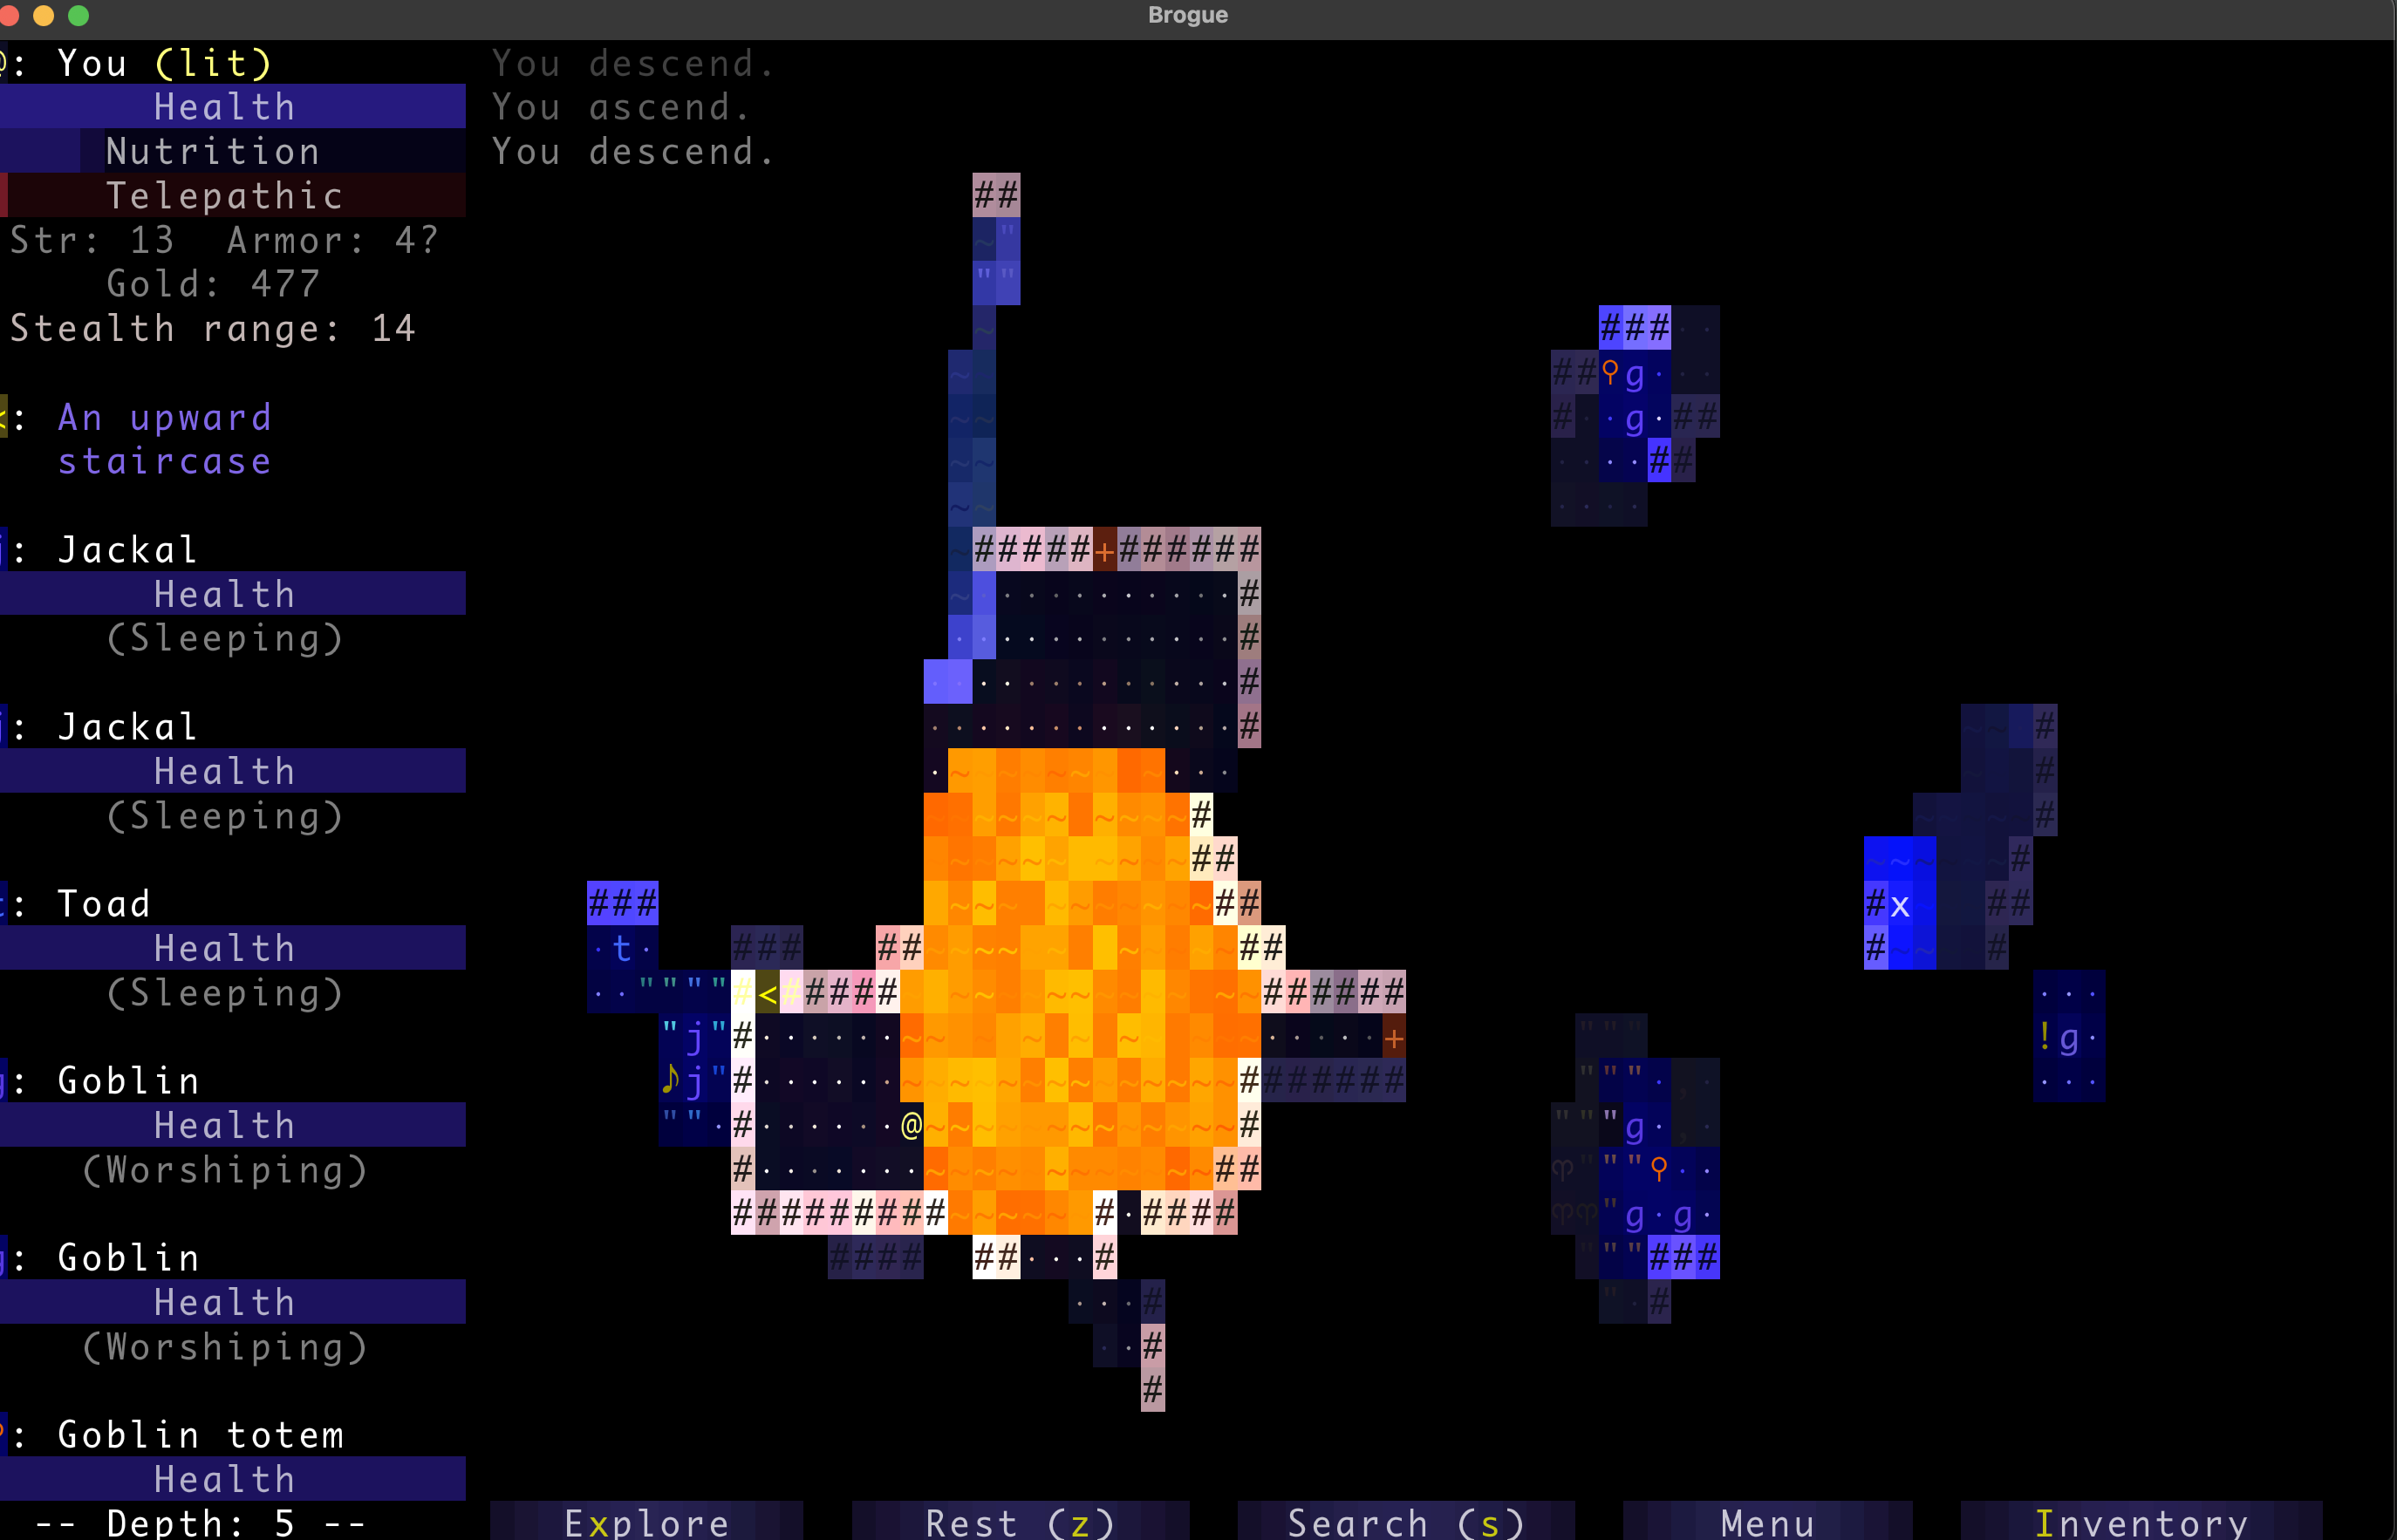 Brogue
@: You (lit)
Health
Nutrition
Telepathic
Str: 13  Armor: 4?
Gold: 477
Stealth range: 14
<: An upward
staircase
j: Jackal
Health
(Sleeping)
j: Jackal
Health
(Sleeping)
t: Toad
Health
(Sleeping)
g: Goblin
Health
(Worshiping)
g: Goblin
Health
(Worshiping)
: Goblin totem
Health
-- Depth: 5 --
You descend.
You ascend.
You descend.
Explore
Rest (z)
Search (s)
Menu
Inventory